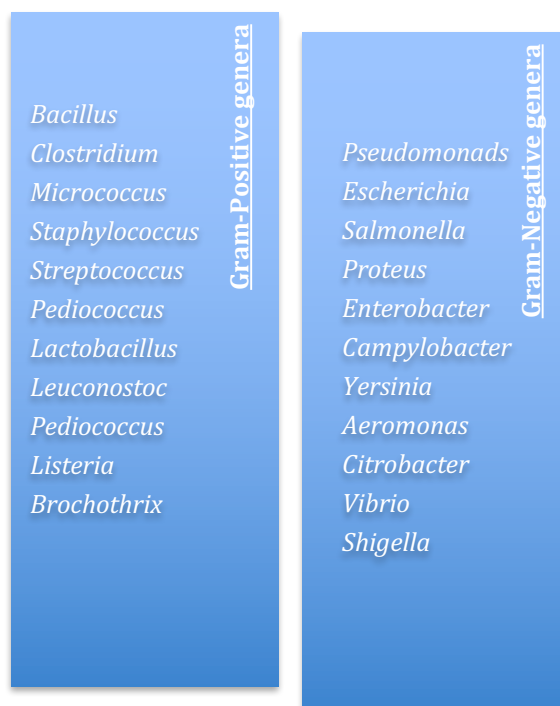 Gram-Positive genera
Bacillus
Clostridium
Micrococcus
Staphylococcus
Streptococcus
Pediococcus
Lactobacillus
Leuconostoc
Pediococcus
Listeria
Brochothrix
Gram-Negative genera
Pseudomonads
Escherichia
Salmonella
Proteus
Enterobacter
Campylobacter
Yersinia
Aeromonas
Citrobacter
Vibrio
Shigella